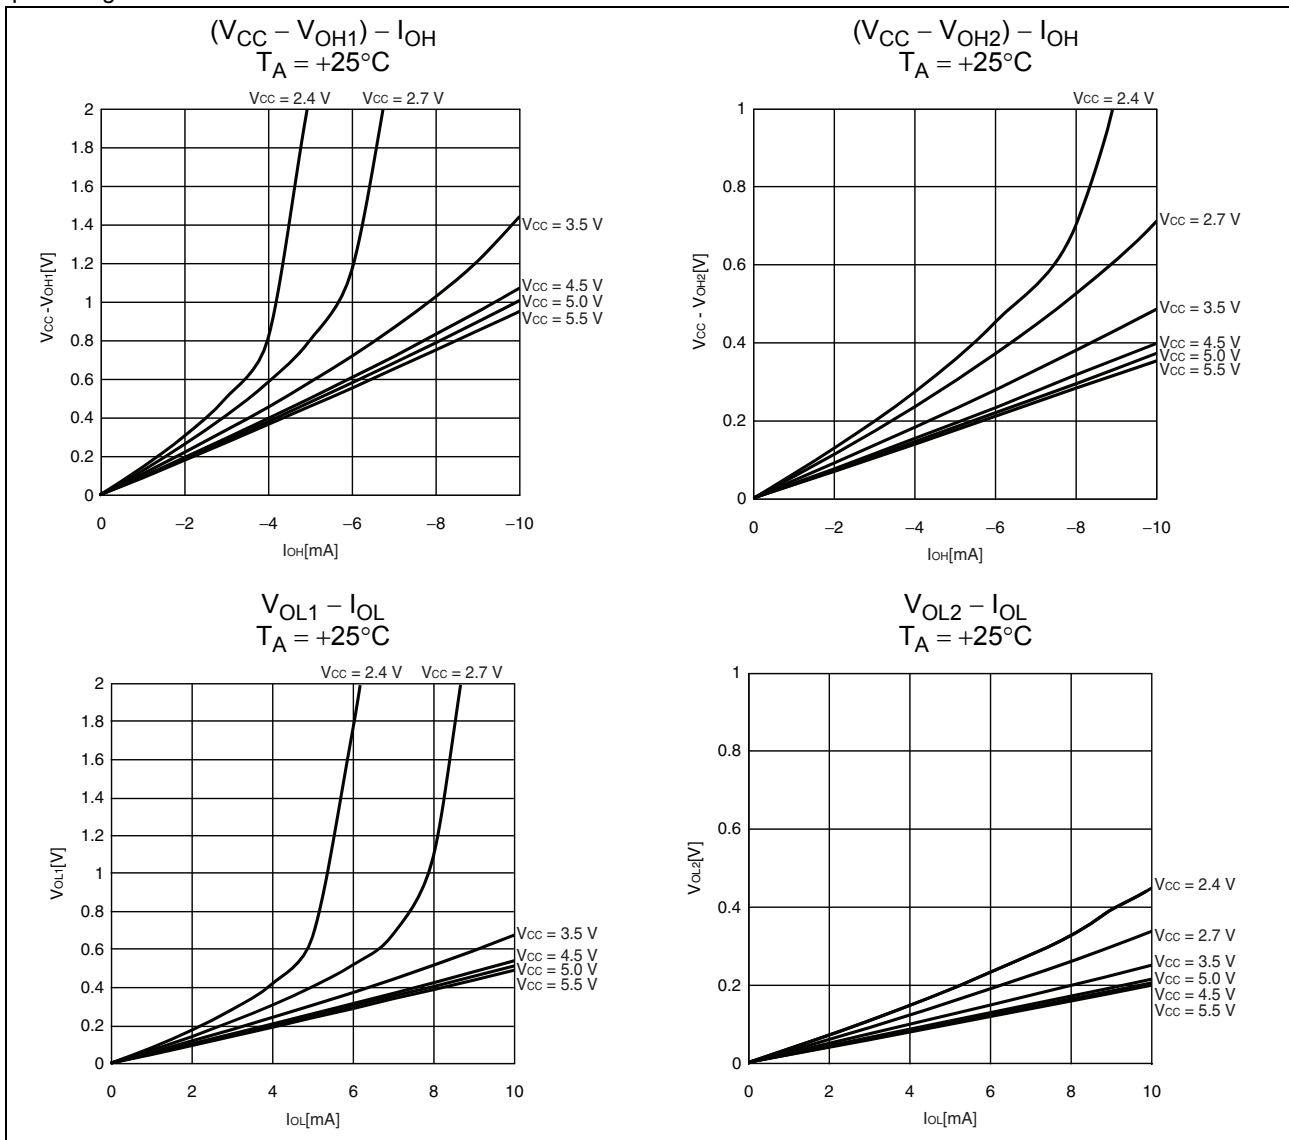 (VCC − VOH1) − IOH
TA = +25°C
VCC = 2.4 V VCC = 2.7 V
2
1.8
1.6
1.4
1.2
1
0.8
0.6
0.4
0.2
0
VCC -VOH1[V]
VCC = 3.5 V
VCC = 4.5 V
VCC = 5.0 V
VCC = 5.5 V
0 −2 −4 −6 −8 −10
IOH[mA]
(VCC − VOH2) − IOH
TA = +25°C
VCC = 2.4 V
1
0.8
0.6
0.4
0.2
0
VCC - VOH2[V]
VCC = 2.7 V
VCC = 3.5 V
VCC = 4.5 V
VCC = 5.0 V
VCC = 5.5 V
0 −2 −4 −6 −8 −10
IOH[mA]
VOL1 − IOL
TA = +25°C
VCC = 2.4 V VCC = 2.7 V
2
1.8
1.6
1.4
1.2
1
0.8
0.6
0.4
0.2
0
VOL1[V]
VCC = 3.5 V
VCC = 4.5 V
VCC = 5.0 V
VCC = 5.5 V
0 2 4 6 8 10
IOL[mA]
VOL2 − IOL
TA = +25°C
1
0.8
0.6
0.4
0.2
0
VOL2[V]
VCC = 2.4 V
VCC = 2.7 V
VCC = 3.5 V
VCC = 5.0 V
VCC = 4.5 V
VCC = 5.5 V
0 2 4 6 8 10
IOL[mA]